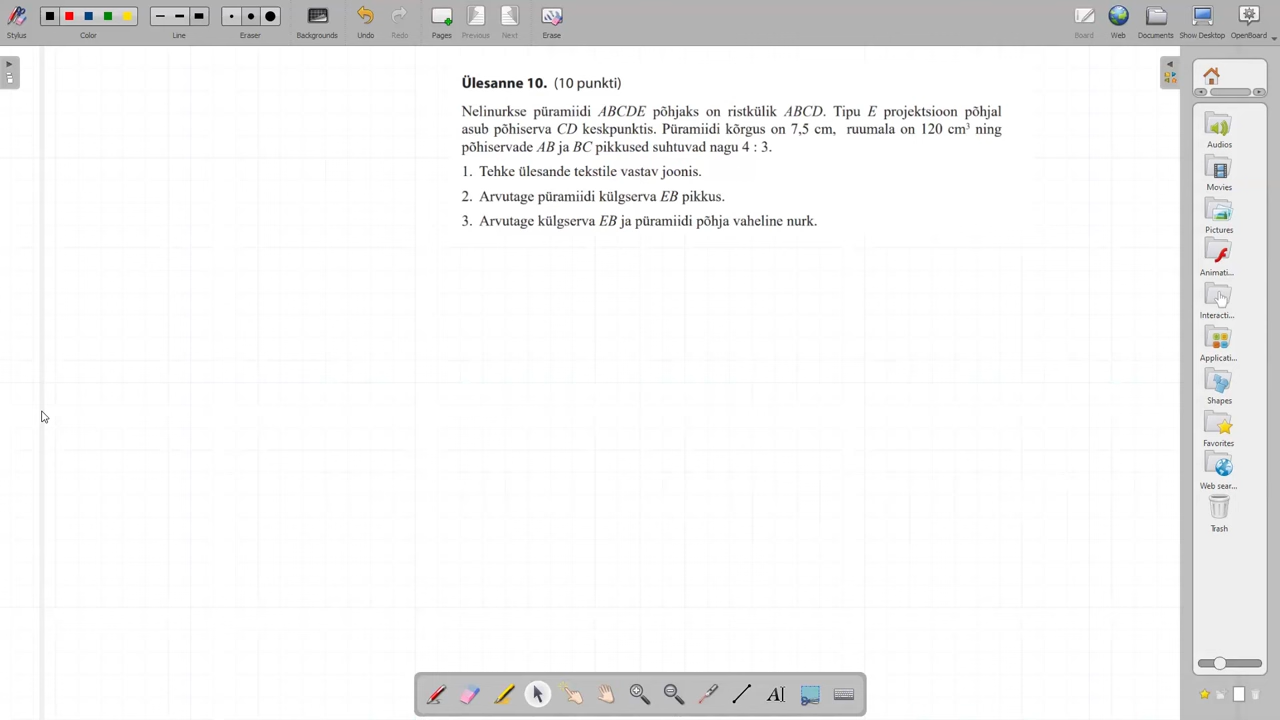 Stylus
Color
Line
Eraser
Backgrounds
Undo
Redo
Pages
Previous
Next
Erase
Board
Web
Documents
Show Desktop
OpenBoard
Ülesanne 10. (10 punkti)
Nelinurkse püramiidi ABCDE põhjaks on ristkülik ABCD. Tipu E projektsioon põhjal
asub põhiserva CD keskpunktis. Püramiidi kõrgus on 7,5 cm, ruumala on 120 cm³ ning
põhiservade AB ja BC pikkused suhtuvad nagu 4 : 3.
1. Tehke ülesande tekstile vastav joonis.
2. Arvutage püramiidi külgserva EB pikkus.
3. Arvutage külgserva EB ja püramiidi põhja vaheline nurk.
Audios
Movies
Pictures
Animati...
Interacti...
Applicati...
Shapes
Favorites
Web sear...
Trash
AI